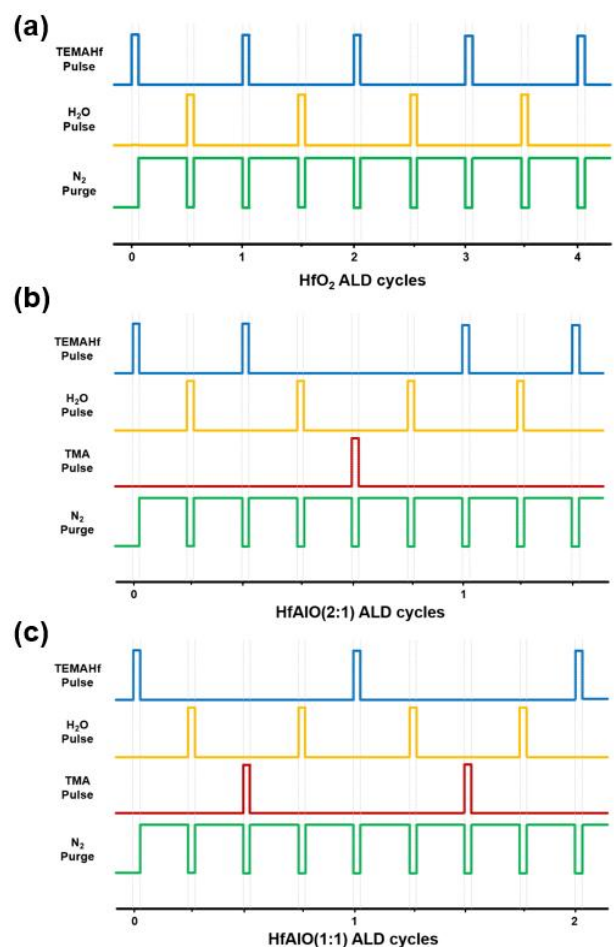 (a)
TEMAHf
Pulse
H₂O
Pulse
N₂
Purge
0 1 2 3 4
HfO₂ ALD cycles
(b)
TEMAHf
Pulse
H₂O
Pulse
TMA
Pulse
N₂
Purge
0 1
HfAlO(2:1) ALD cycles
(c)
TEMAHf
Pulse
H₂O
Pulse
TMA
Pulse
N₂
Purge
0 1 2
HfAlO(1:1) ALD cycles